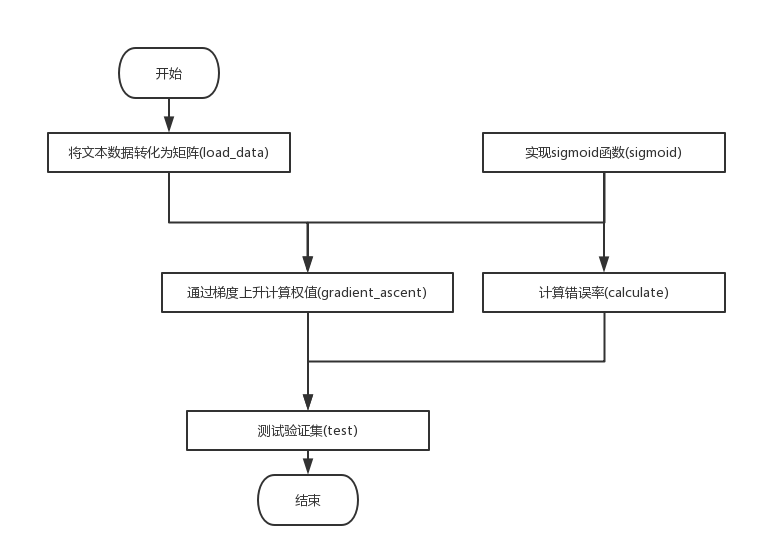 开始
将文本数据转化为矩阵(load_data)
实现sigmoid函数(sigmoid)
通过梯度上升计算权值(gradient_ascent)
计算错误率(calculate)
测试验证集(test)
结束